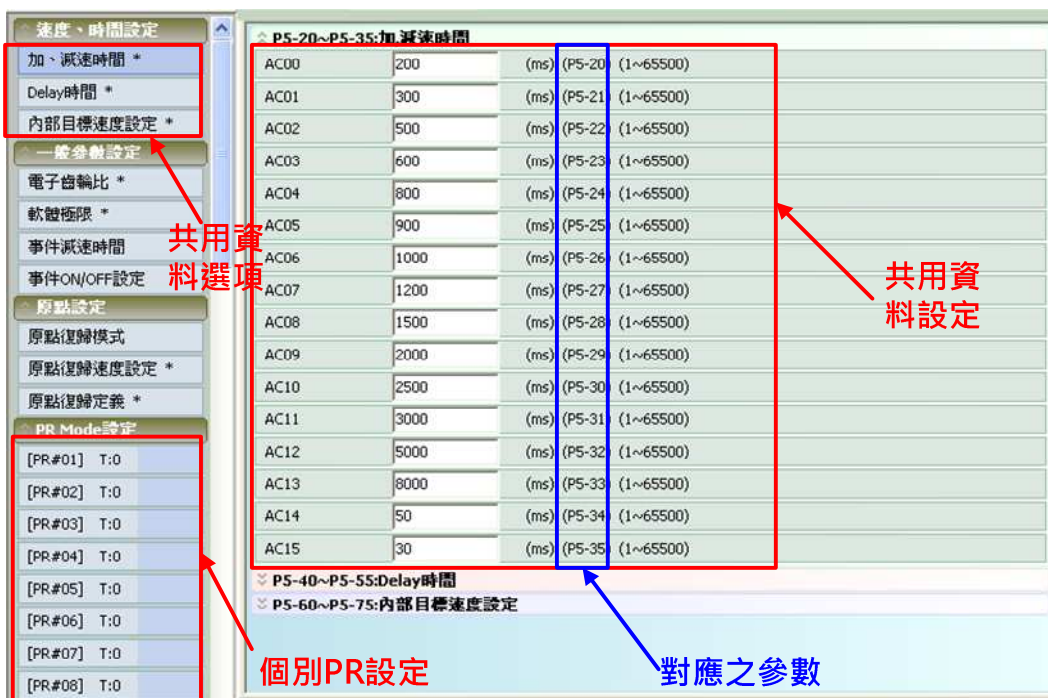 速度、時間設定
加、減速時間 *
Delay時間 *
內部目標速度設定 *
一般參數設定
電子齒輪比 *
軟體極限 *
事件減速時間
事件ON/OFF設定
原點設定
原點復歸模式
原點復歸速度設定 *
原點復歸定義 *
PR Mode設定
[PR#01] T:0
[PR#02] T:0
[PR#03] T:0
[PR#04] T:0
[PR#05] T:0
[PR#06] T:0
[PR#07] T:0
[PR#08] T:0
共用資
料選項
P5-20~P5-35:加.減速時間
AC00 200 (ms) (P5-20) (1~65500)
AC01 300 (ms) (P5-21) (1~65500)
AC02 500 (ms) (P5-22) (1~65500)
AC03 600 (ms) (P5-23) (1~65500)
AC04 800 (ms) (P5-24) (1~65500)
AC05 900 (ms) (P5-25) (1~65500)
AC06 1000 (ms) (P5-26) (1~65500)
AC07 1200 (ms) (P5-27) (1~65500)
AC08 1500 (ms) (P5-28) (1~65500)
AC09 2000 (ms) (P5-29) (1~65500)
AC10 2500 (ms) (P5-30) (1~65500)
AC11 3000 (ms) (P5-31) (1~65500)
AC12 5000 (ms) (P5-32) (1~65500)
AC13 8000 (ms) (P5-33) (1~65500)
AC14 50 (ms) (P5-34) (1~65500)
AC15 30 (ms) (P5-35) (1~65500)
P5-40~P5-55:Delay時間
P5-60~P5-75:內部目標速度設定
共用資
料設定
個別PR設定
對應之參數